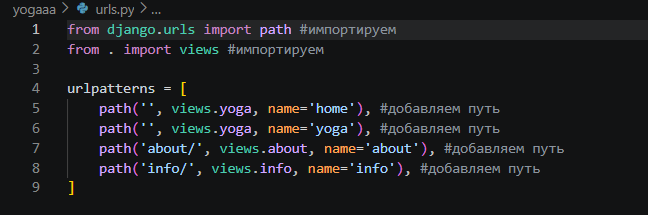 yogaaa > urls.py > ...
1 from django.urls import path #импортируем
2 from . import views #импортируем
3
4 urlpatterns = [
5     path('', views.yoga, name='home'), #добавляем путь
6     path('', views.yoga, name='yoga'), #добавляем путь
7     path('about/', views.about, name='about'), #добавляем путь
8     path('info/', views.info, name='info'), #добавляем путь
9 ]